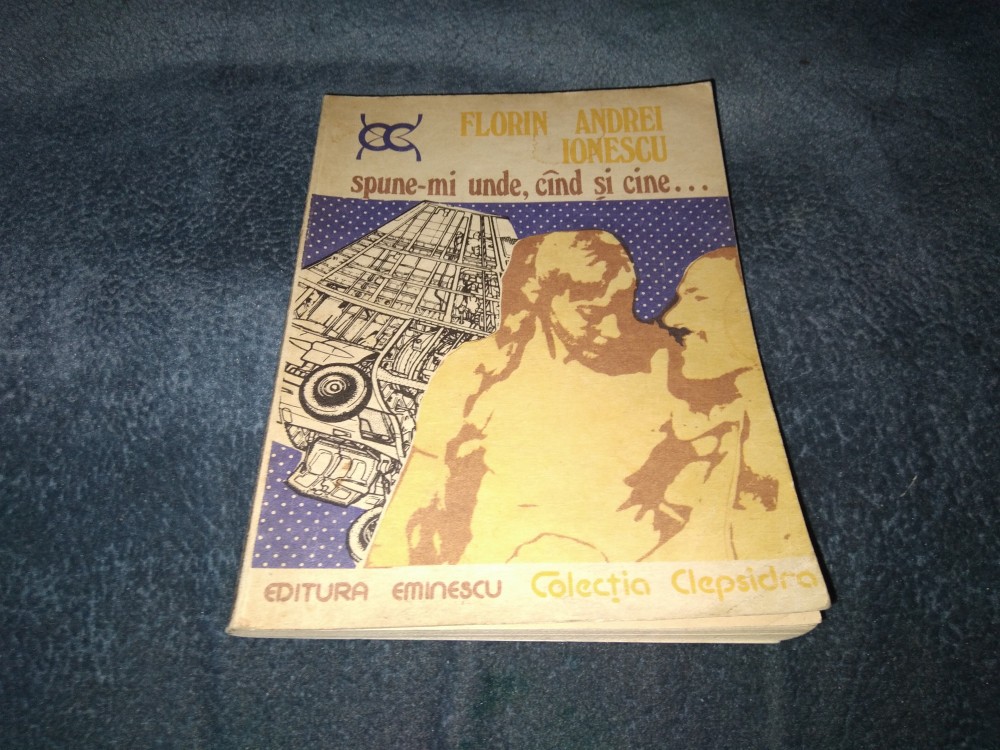 FLORIN ANDREI
IONESCU
spune-mi unde, cînd și cine...
EDITURA EMINESCU Colecția Clepsidra